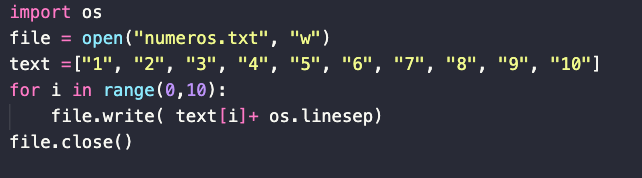 import os
file = open("numeros.txt", "w")
text =["1", "2", "3", "4", "5", "6", "7", "8", "9", "10"]
for i in range(0,10):
    file.write( text[i]+ os.linesep)
file.close()